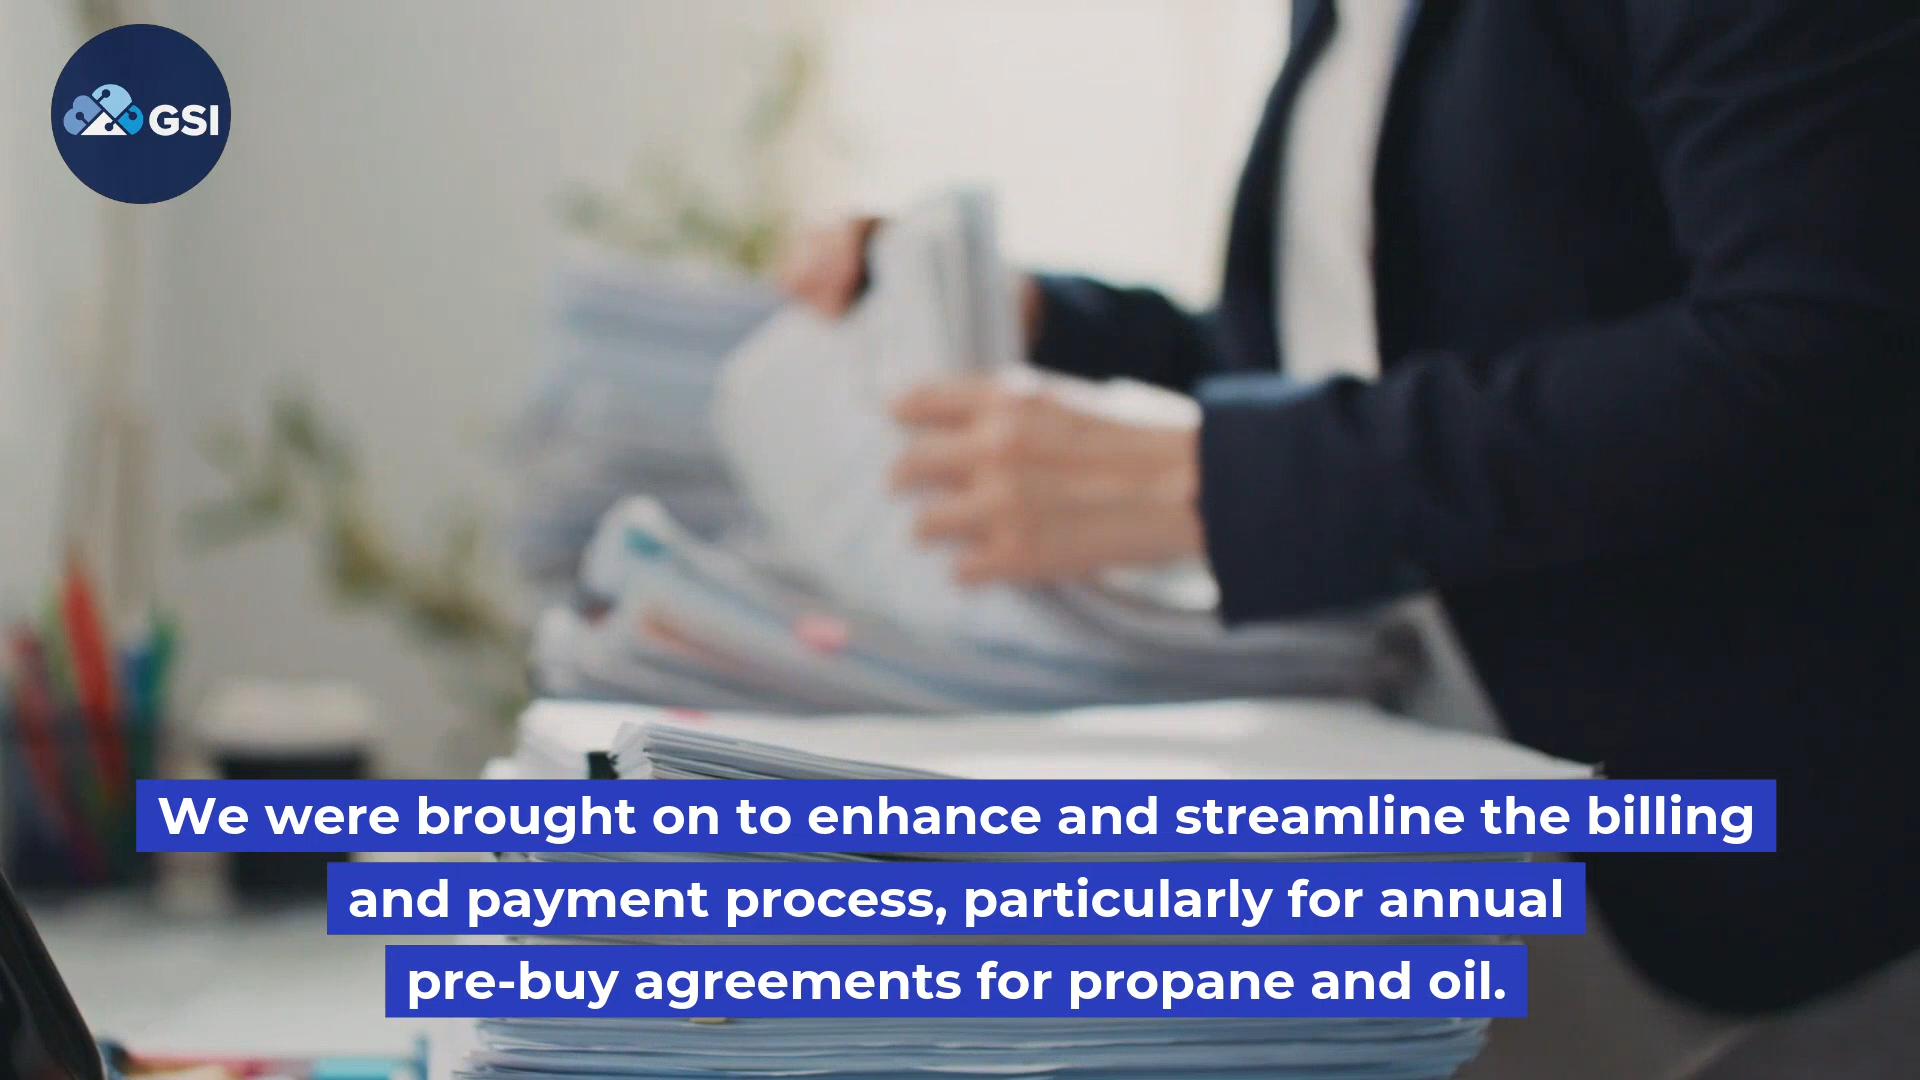 GSI
We were brought on to enhance and streamline the billing
and payment process, particularly for annual
pre-buy agreements for propane and oil.